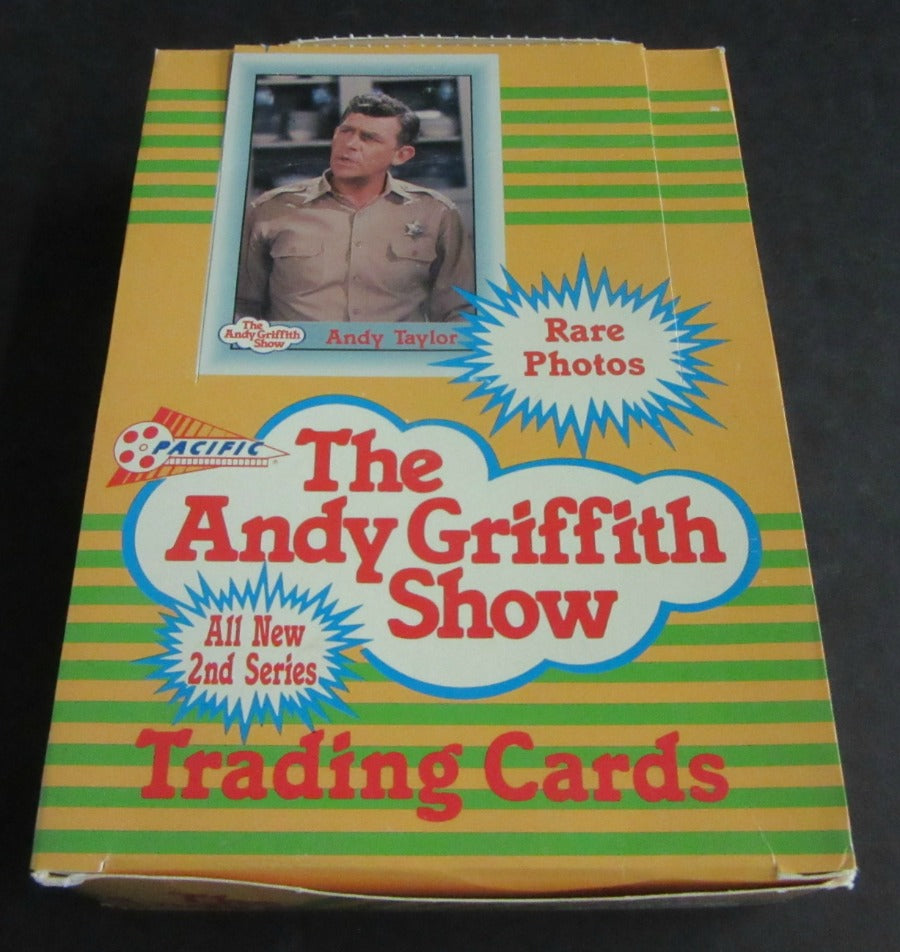 The
Andy Griffith
Show
Andy Taylor
Rare
Photos
PACIFIC
The
Andy Griffith
Show
All New
2nd Series
Trading Cards